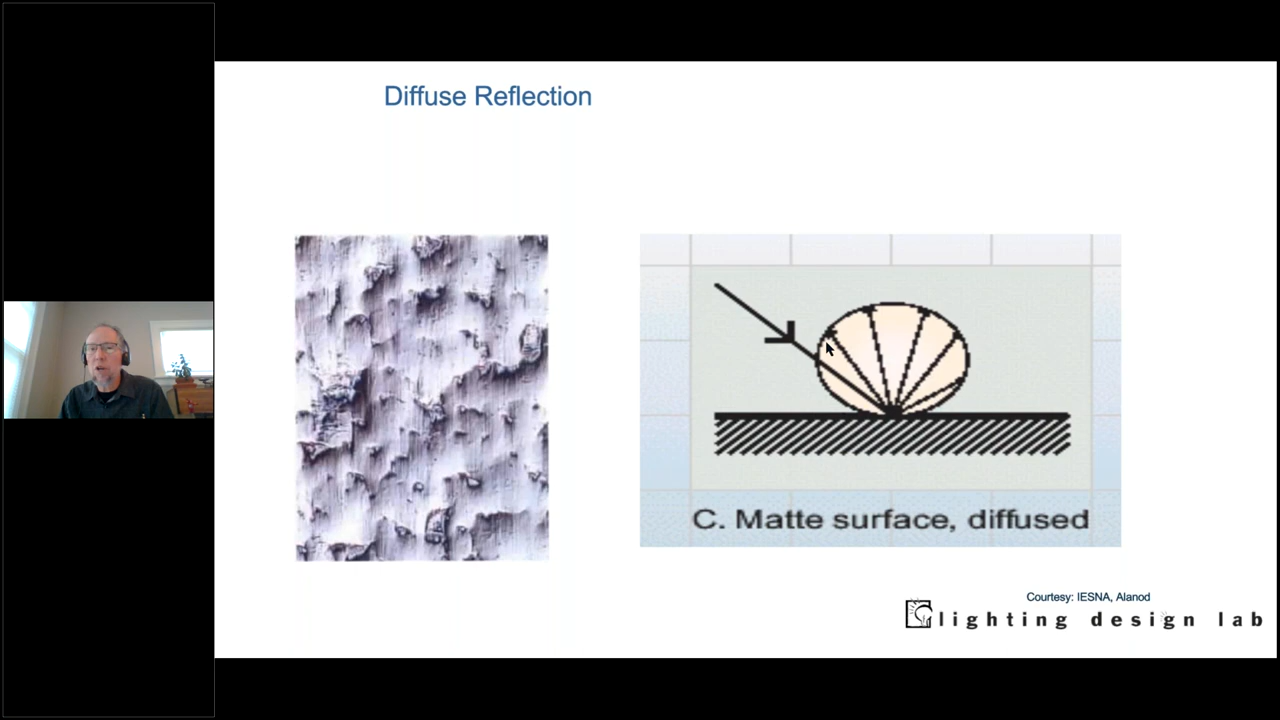 Diffuse Reflection
C. Matte surface, diffused
Courtesy: IESNA, Alanod
lighting design lab